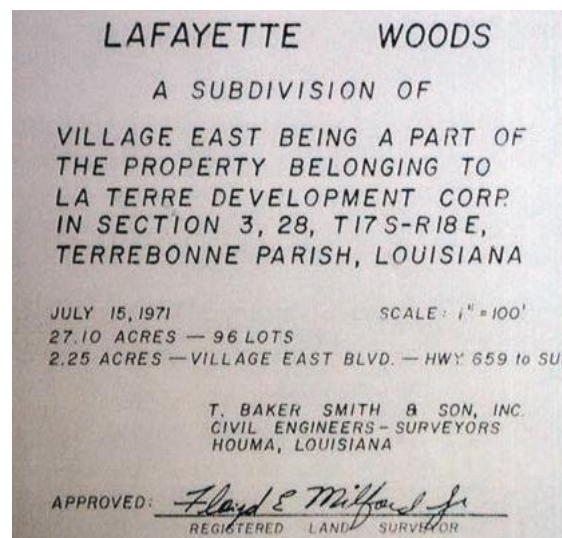 LAFAYETTE WOODS
A SUBDIVISION OF
VILLAGE EAST BEING A PART OF
THE PROPERTY BELONGING TO
LA TERRE DEVELOPMENT CORP.
IN SECTION 3, 28, T17S-R18E,
TERREBONNE PARISH, LOUISIANA
JULY 15, 1971 SCALE: 1" = 100'
27.10 ACRES — 96 LOTS
2.25 ACRES — VILLAGE EAST BLVD. — HWY. 659 to SU
T. BAKER SMITH & SON, INC.
CIVIL ENGINEERS - SURVEYORS
HOUMA, LOUISIANA
APPROVED: Floyd E Milford Jr
REGISTERED LAND SURVEYOR